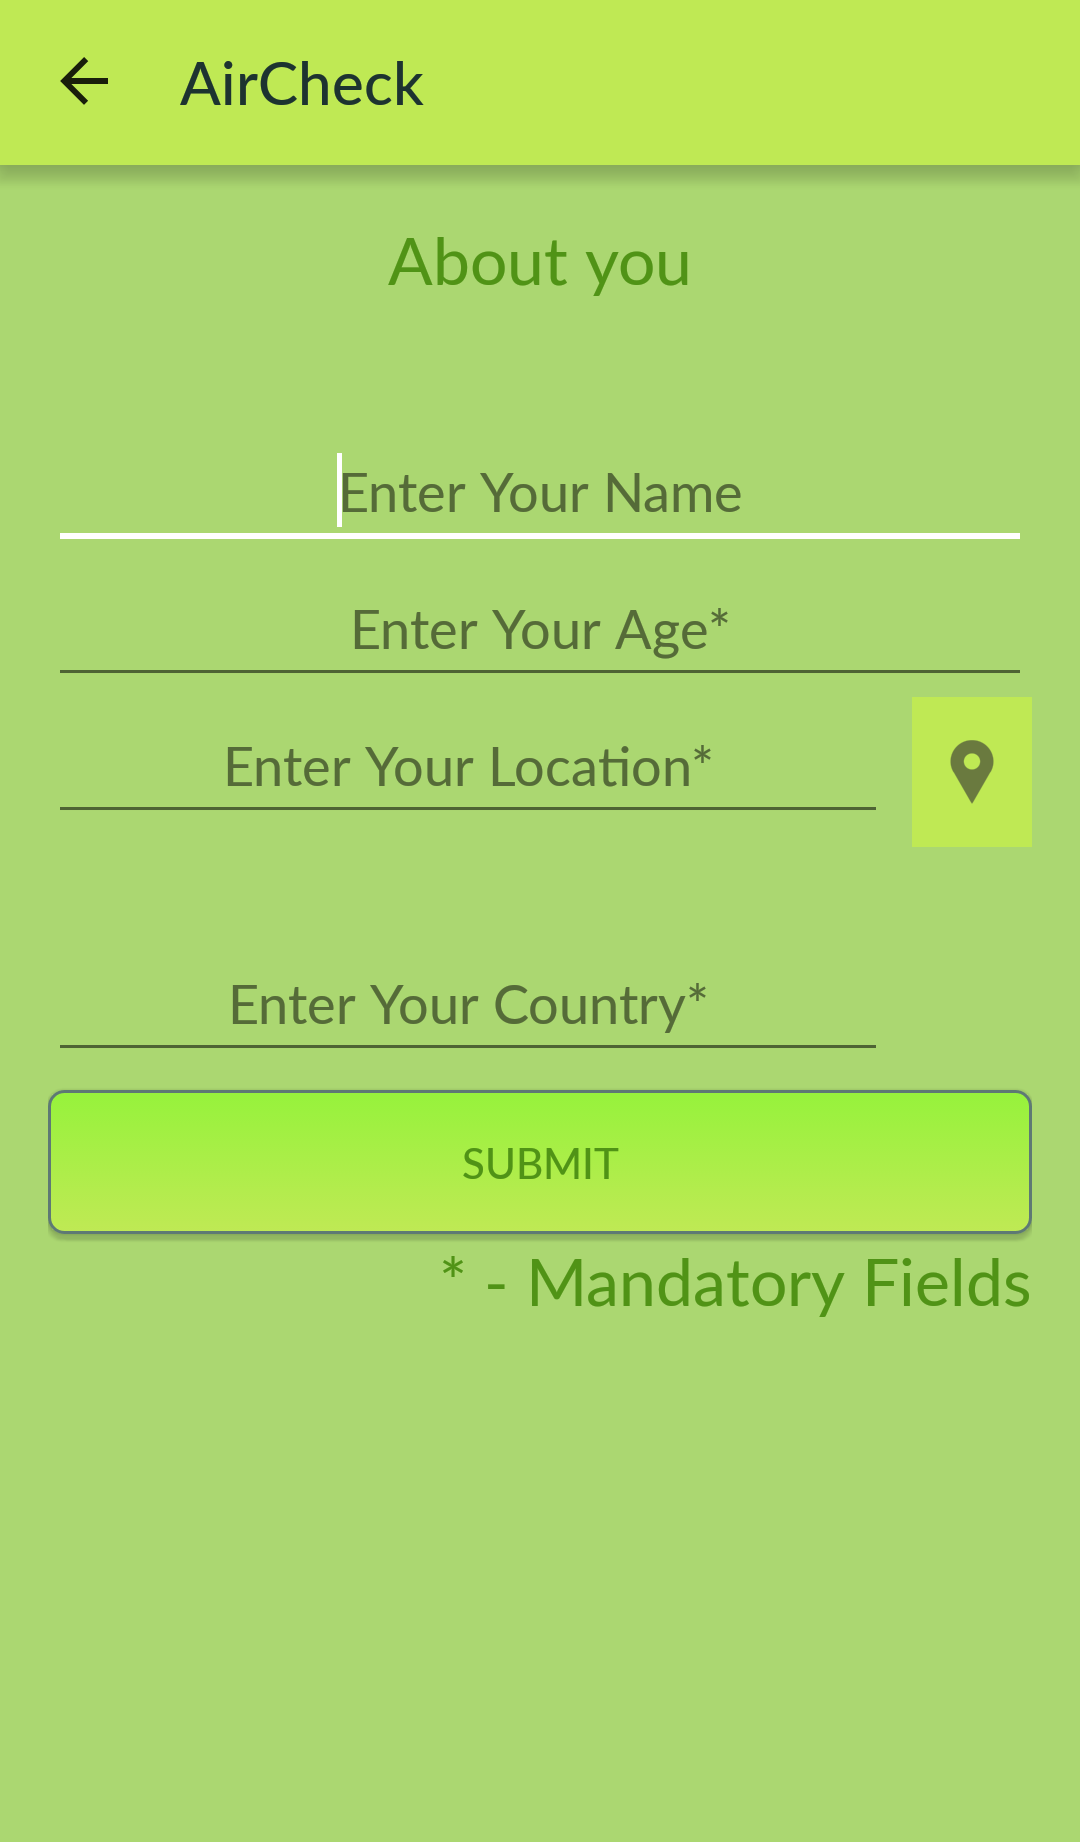 AirCheck
About you
Enter Your Name
Enter Your Age*
Enter Your Location*
Enter Your Country*
SUBMIT
* - Mandatory Fields